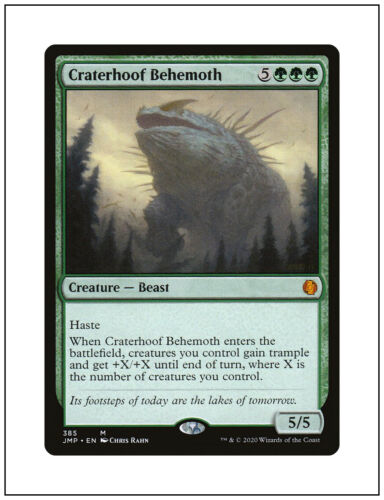 Craterhoof Behemoth 5
Creature — Beast
Haste
When Craterhoof Behemoth enters the
battlefield, creatures you control gain trample
and get +X/+X until end of turn, where X is
the number of creatures you control.
Its footsteps of today are the lakes of tomorrow.
5/5
385 M
JMP • EN Chris Rahn
™ & © 2020 Wizards of the Coast